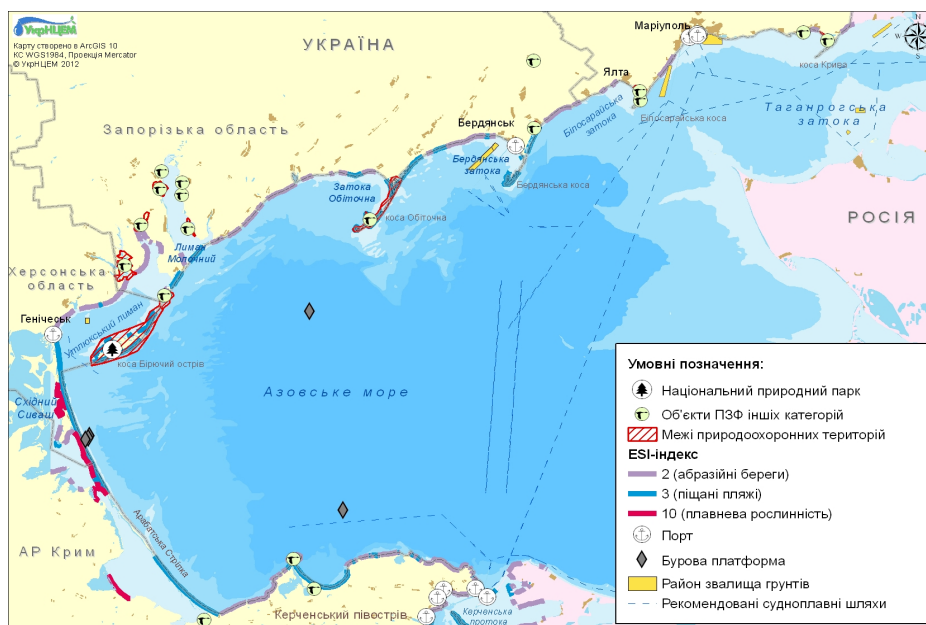 УкрНЦЕМ
Карту створено в ArcGIS 10
КС WGS1984, Проекція Mercator
© УкрНЦЕМ 2012
УКРАЇНА
Маріуполь
N
W
E
S
коса Крива
Ялта
Білосарайська
затока
Білосарайська коса
Таганрогська
затока
Запорізька область
Бердянськ
Бердянська
затока
Бердянська коса
Затока
Обіточна
коса Обіточна
РОСІЯ
Лиман
Молочний
Херсонська
область
Генічеськ
Утлюкський лиман
коса Бірючий острів
Азовське море
Східний
Сиваш
Арабатська Стрілка
АР Крим
Керченський півострів
Керченська
протока
Умовні позначення:
Національний природний парк
Об'єкти ПЗФ інших категорій
Межі природоохоронних територій
ESI-індекс
2 (абразійні береги)
3 (піщані пляжі)
10 (плавнева рослинність)
Порт
Бурова платформа
Район звалища ґрунтів
Рекомендовані судноплавні шляхи